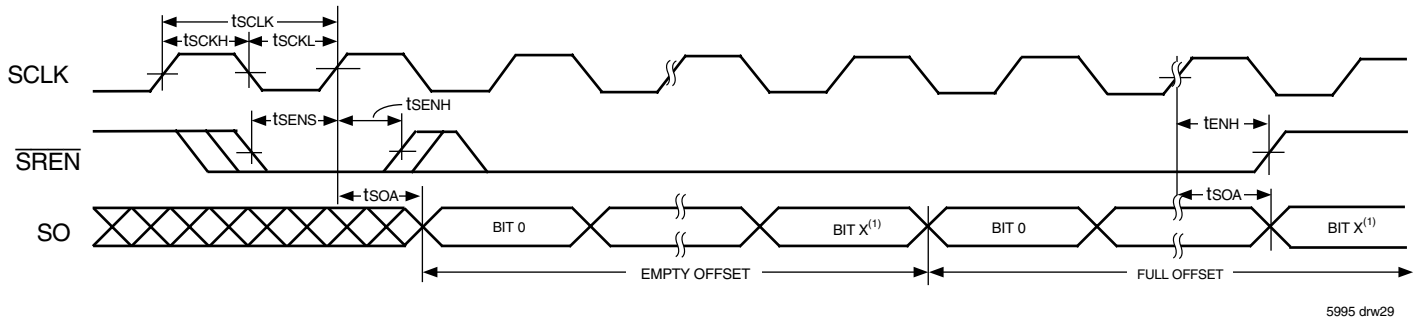 tSCLK
tSCKH tSCKL
SCLK
tSENH
tSENS tENH
SREN
tSOA tSOA
SO BIT 0 BIT X(1) BIT 0 BIT X(1)
EMPTY OFFSET FULL OFFSET
5995 drw29